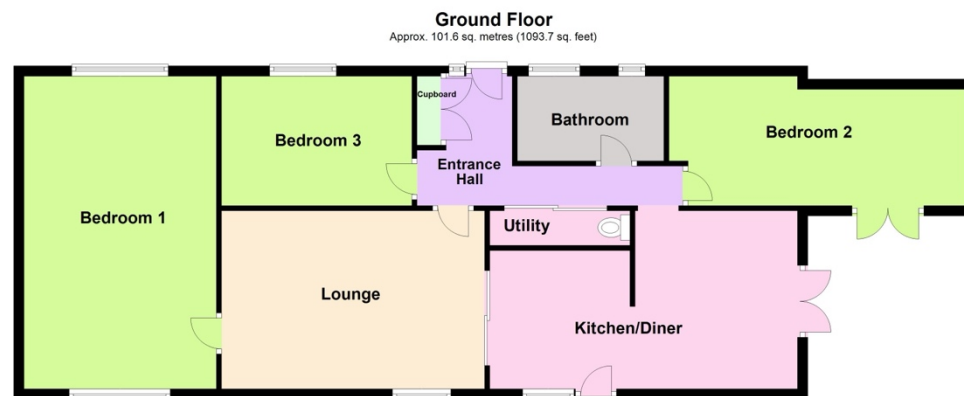 Ground Floor
Approx. 101.6 sq. metres (1093.7 sq. feet)
Cupboard
Bedroom 3
Bathroom
Bedroom 2
Entrance
Hall
Bedroom 1
Utility
Lounge
Kitchen/Diner